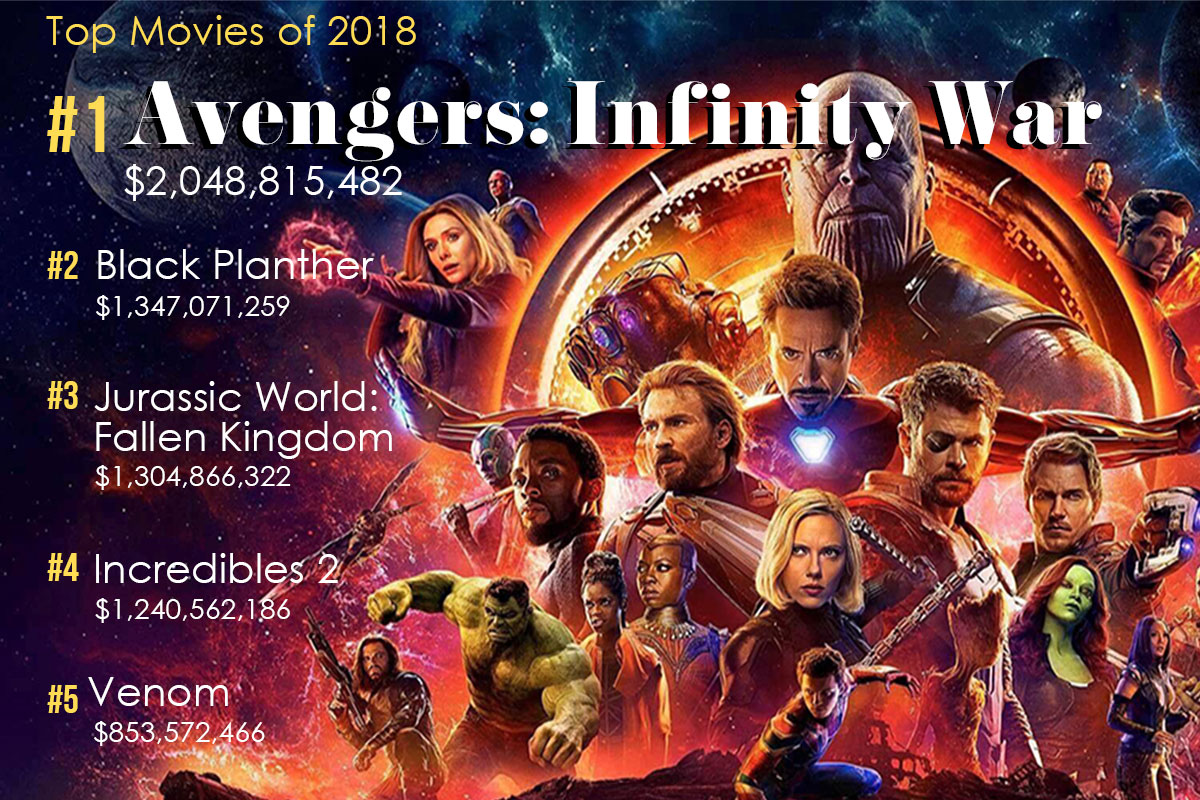 Top Movies of 2018
#1 Avengers: Infinity War
$2,048,815,482
#2 Black Planther
$1,347,071,259
#3 Jurassic World:
Fallen Kingdom
$1,304,866,322
#4 Incredibles 2
$1,240,562,186
#5 Venom
$853,572,466